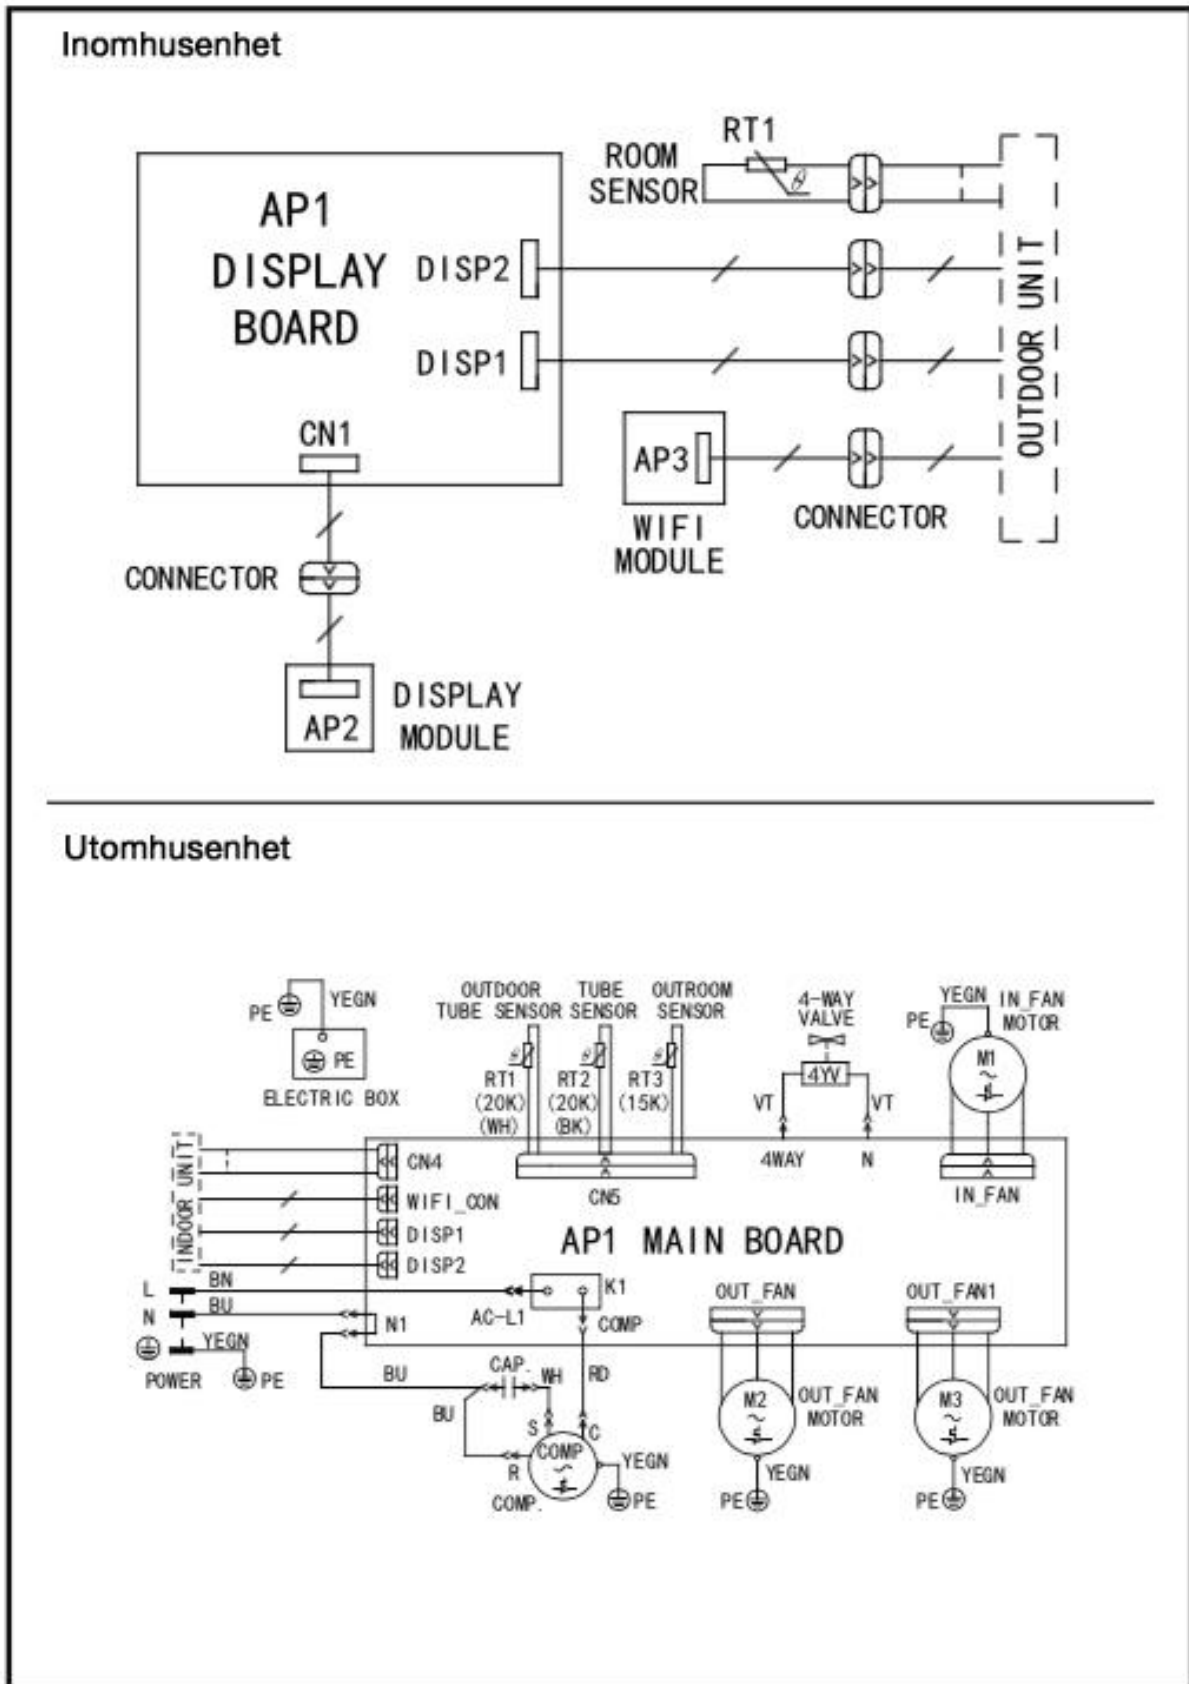 Inomhusenhet
RT1
ROOM
SENSOR
θ
AP1
DISPLAY
BOARD
DISP2
DISP1
OUTDOOR UNIT
CN1
AP3
WIFI
MODULE
CONNECTOR
CONNECTOR
AP2
DISPLAY
MODULE
Utomhusenhet
PE YEGN
PE
ELECTRIC BOX
OUTDOOR TUBE OUTROOM
TUBE SENSOR SENSOR SENSOR
θ θ θ
RT1 RT2 RT3
(20K) (20K) (15K)
(WH) (BK)
4-WAY
VALVE
4YV
VT VT
YEGN IN_FAN
PE MOTOR
M1
INDOOR UNIT
CN4
WIFI_CON
DISP1
DISP2
CN5
4WAY N
IN_FAN
AP1 MAIN BOARD
L BN
N BU
YEGN
POWER PE
N1
AC-L1
K1
COMP
OUT_FAN OUT_FAN1
BU CAP. WH RD
BU
S C
COMP
R
COMP.
YEGN
PE
M2 OUT_FAN
MOTOR
YEGN
PE
M3 OUT_FAN
MOTOR
YEGN
PE